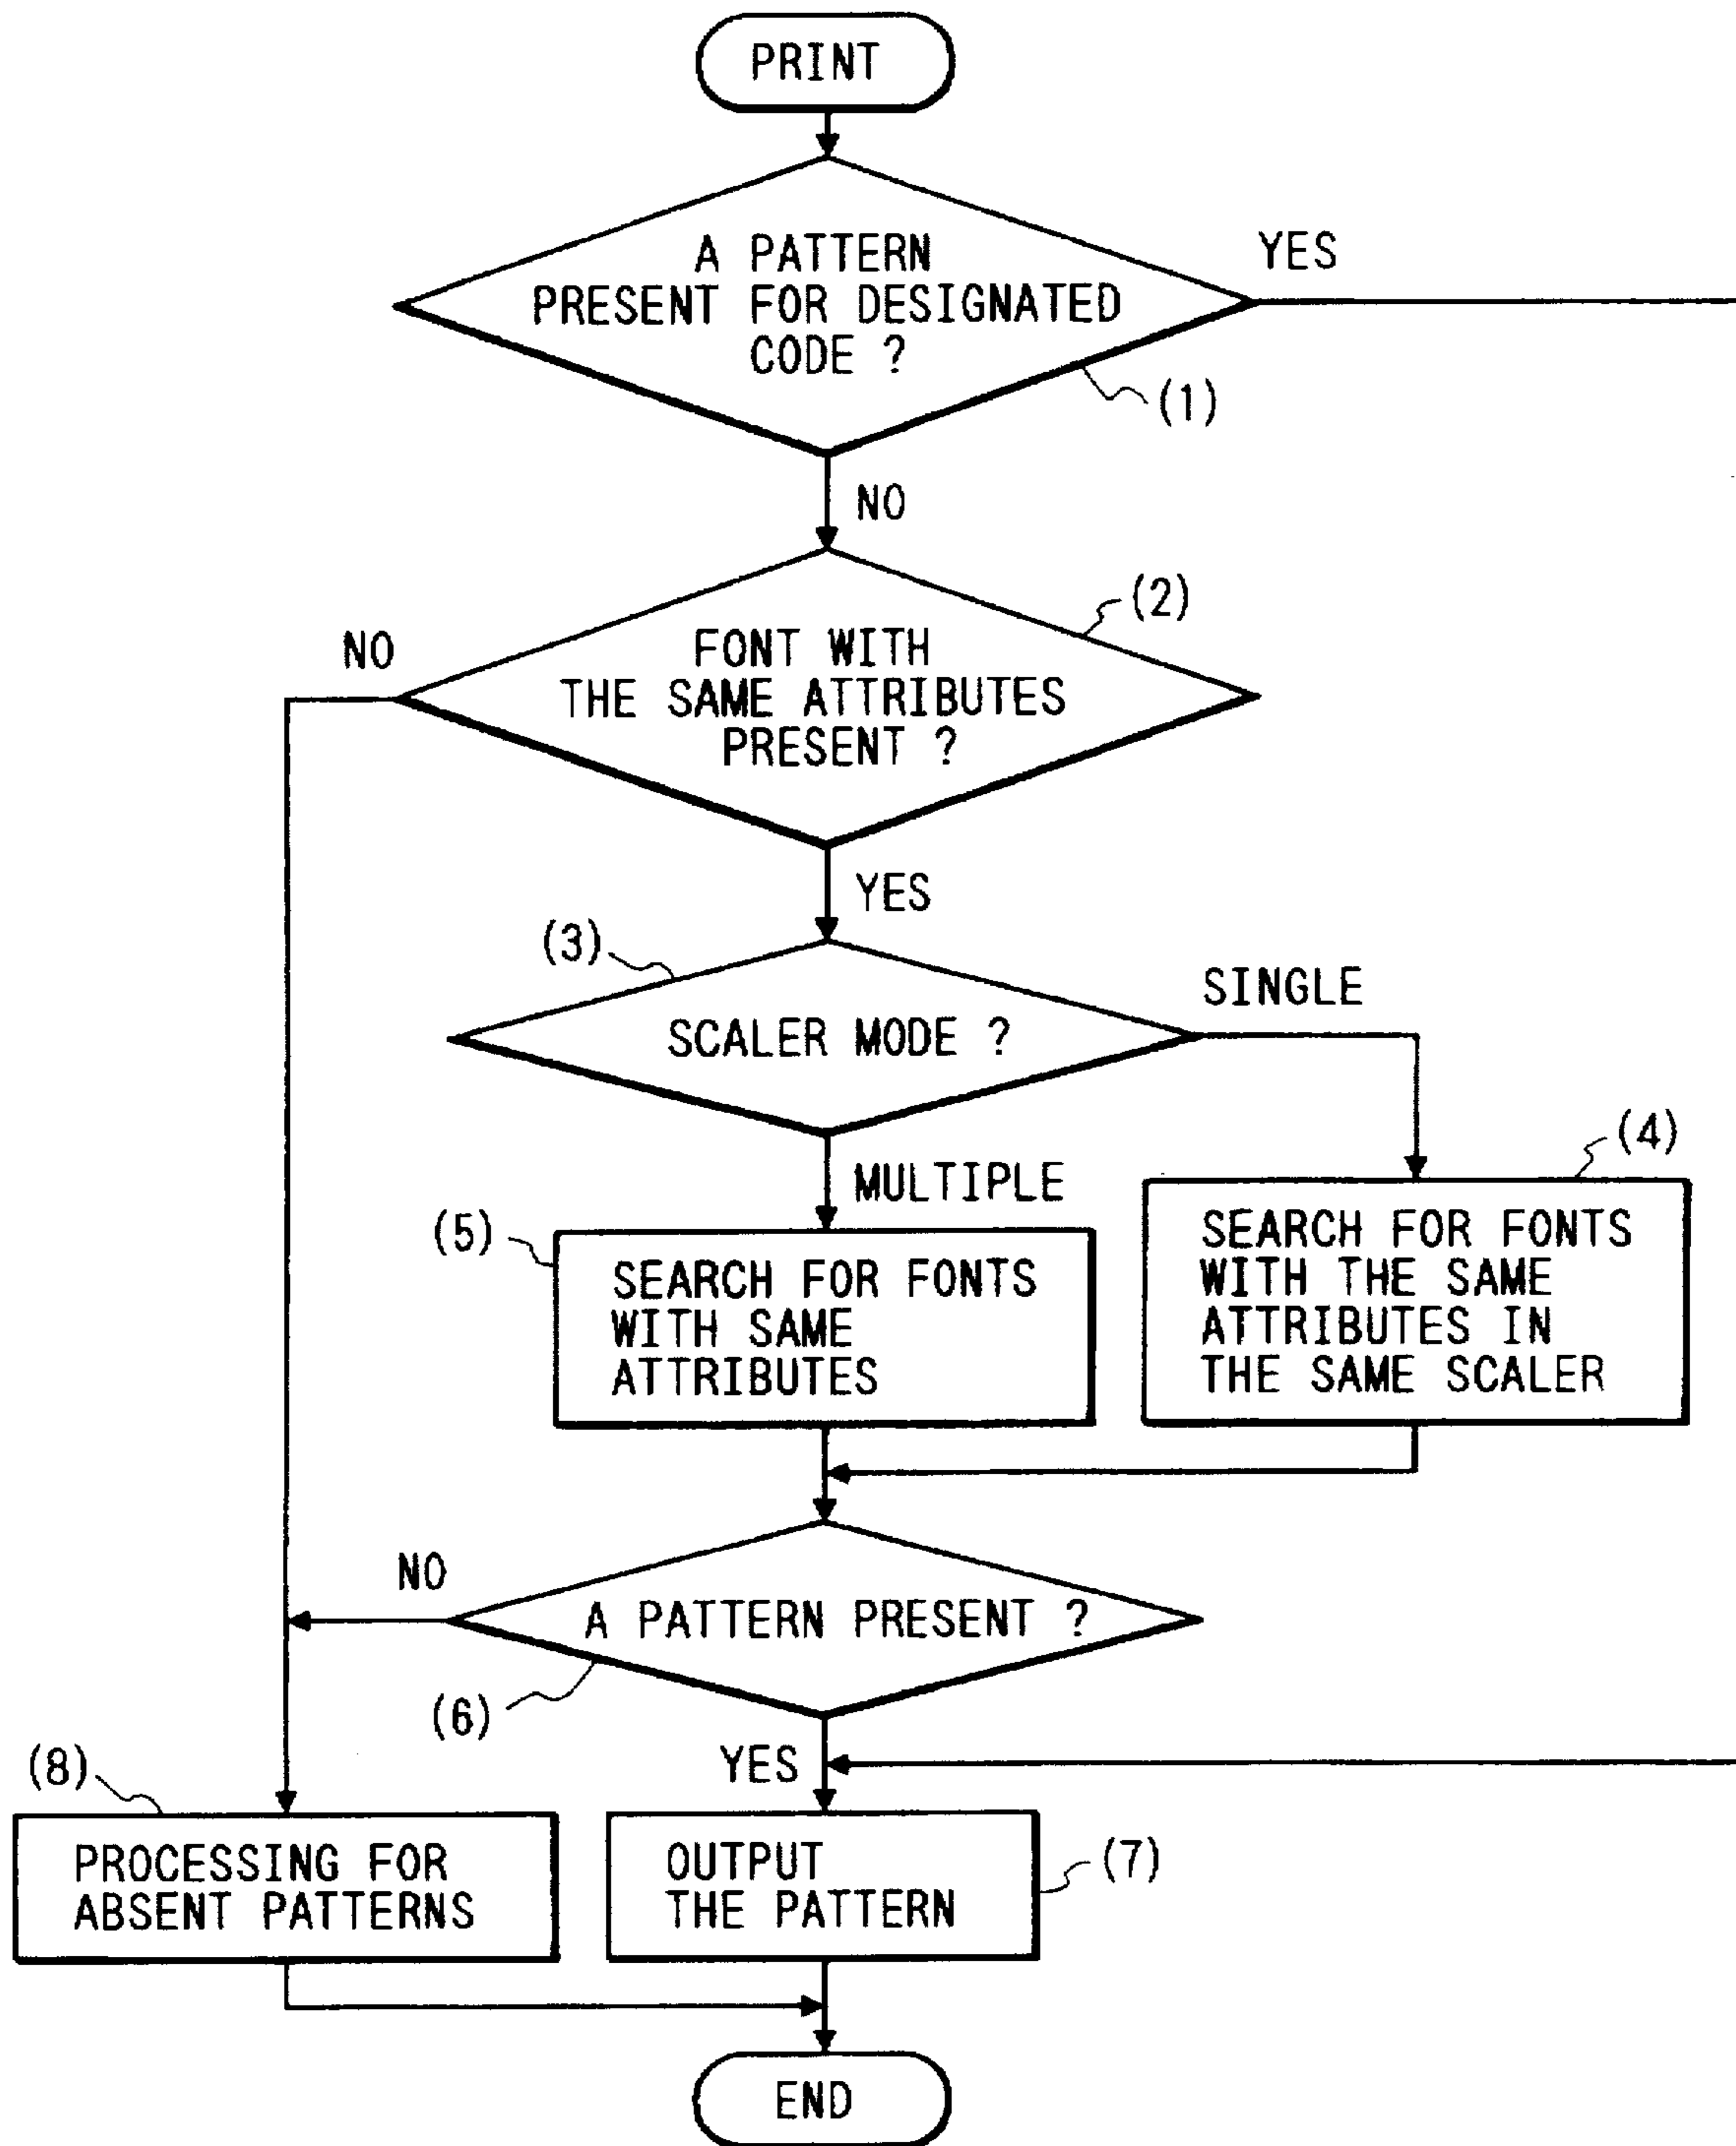 PRINT
A PATTERN
PRESENT FOR DESIGNATED
CODE ?
YES
(1)
NO
(2)
NO
FONT WITH
THE SAME ATTRIBUTES
PRESENT ?
YES
(3)
SINGLE
SCALER MODE ?
MULTIPLE
(4)
(5)
SEARCH FOR FONTS
WITH SAME
ATTRIBUTES
SEARCH FOR FONTS
WITH THE SAME
ATTRIBUTES IN
THE SAME SCALER
NO
A PATTERN PRESENT ?
(6)
YES
(8)
PROCESSING FOR
ABSENT PATTERNS
OUTPUT
THE PATTERN
(7)
END